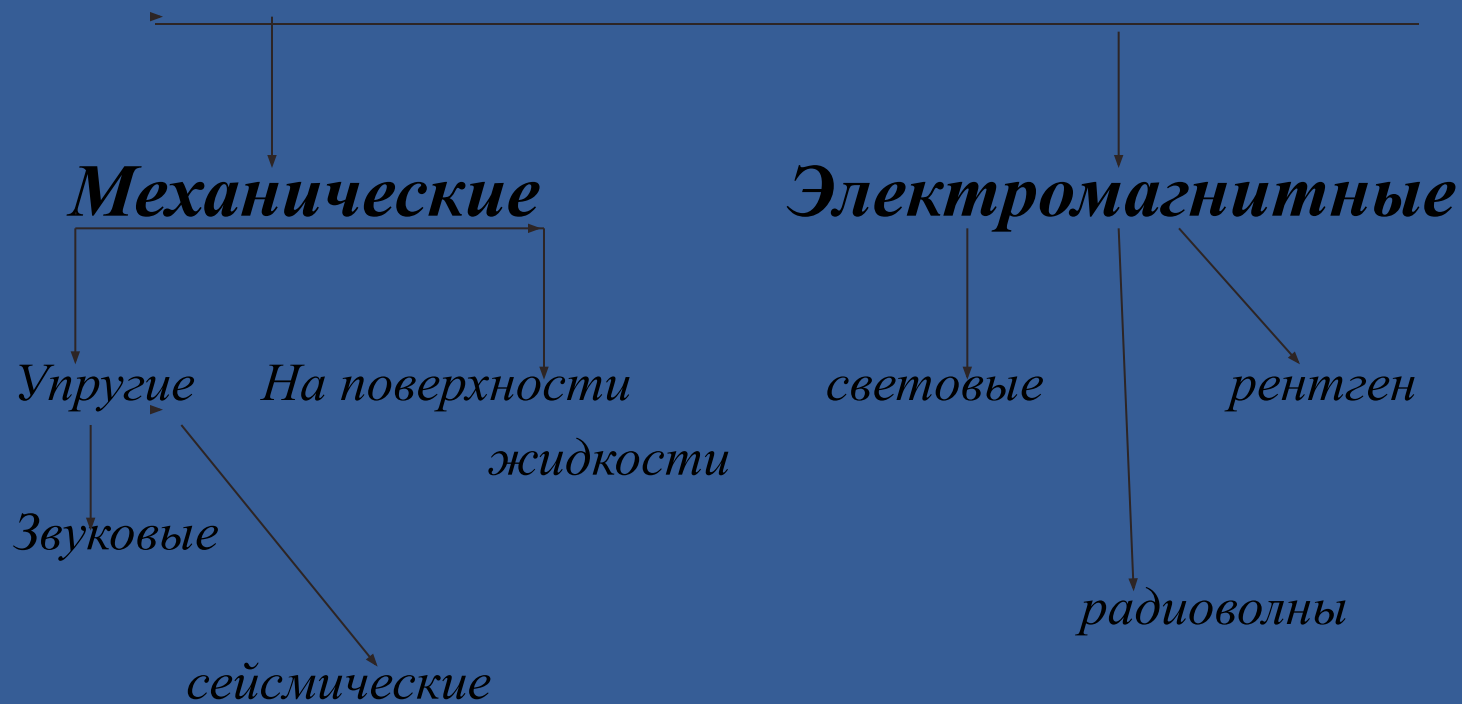 Механические Электромагнитные
Упругие На поверхности световые рентген
жидкости
Звуковые
радиоволны
сейсмические